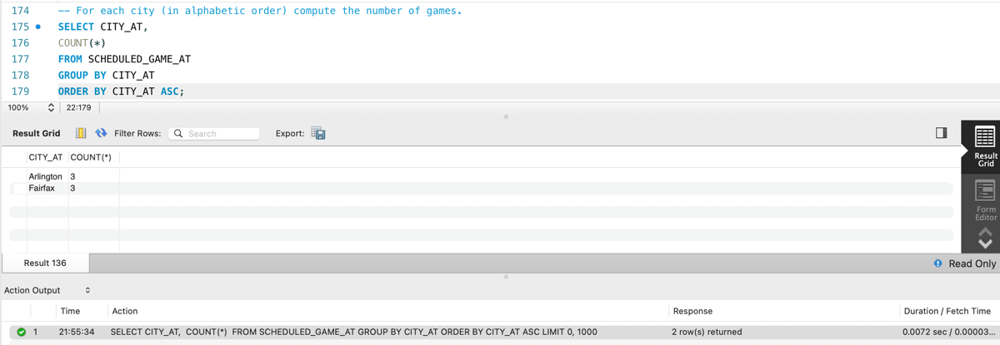 174 -- For each city (in alphabetic order) compute the number of games.
175 SELECT CITY_AT,
176 COUNT(*)
177 FROM SCHEDULED_GAME_AT
178 GROUP BY CITY_AT
179 ORDER BY CITY_AT ASC;
100% 22:179
Result Grid Filter Rows: Search Export:
CITY_AT COUNT(*)
Arlington 3
Fairfax 3
Result Grid
Form Editor
Result 136 Read Only
Action Output
Time Action Response Duration / Fetch Time
1 21:55:34 SELECT CITY_AT, COUNT(*) FROM SCHEDULED_GAME_AT GROUP BY CITY_AT ORDER BY CITY_AT ASC LIMIT 0, 1000 2 row(s) returned 0.0072 sec / 0.00003...